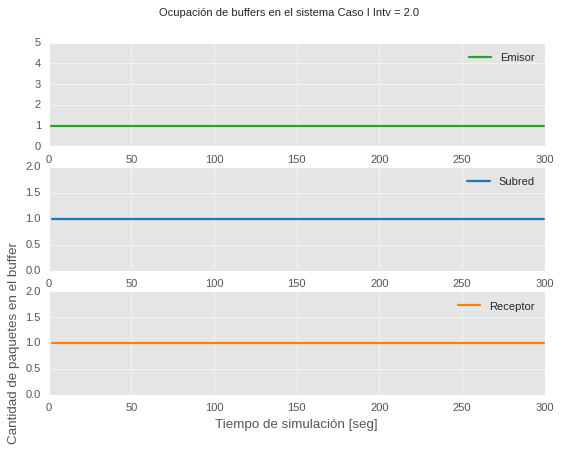 Ocupación de buffers en el sistema Caso I Intv = 2.0
5
4
3
2
1
0
Emisor
0 50 100 150 200 250 300
2.0
1.5
1.0
0.5
0.0
Subred
0 50 100 150 200 250 300
2.0
1.5
1.0
0.5
0.0
Receptor
0 50 100 150 200 250 300
Tiempo de simulación [seg]
Cantidad de paquetes en el buffer